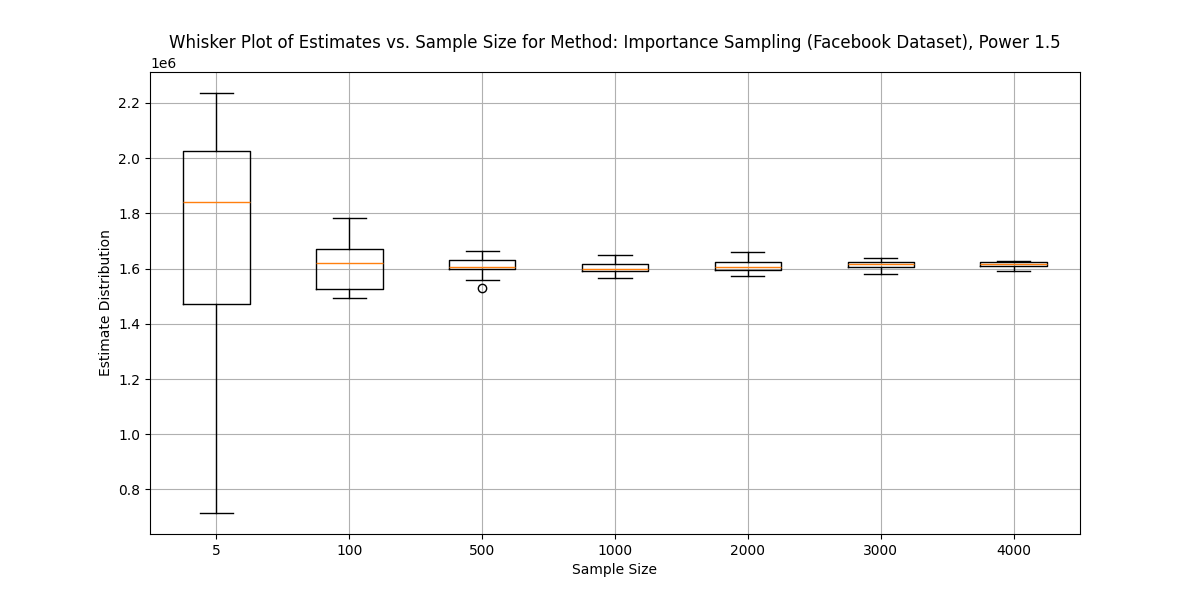 Whisker Plot of Estimates vs. Sample Size for Method: Importance Sampling (Facebook Dataset), Power 1.5
1e6
2.2
2.0
1.8
1.6
1.4
1.2
1.0
0.8
Estimate Distribution
5 100 500 1000 2000 3000 4000
Sample Size